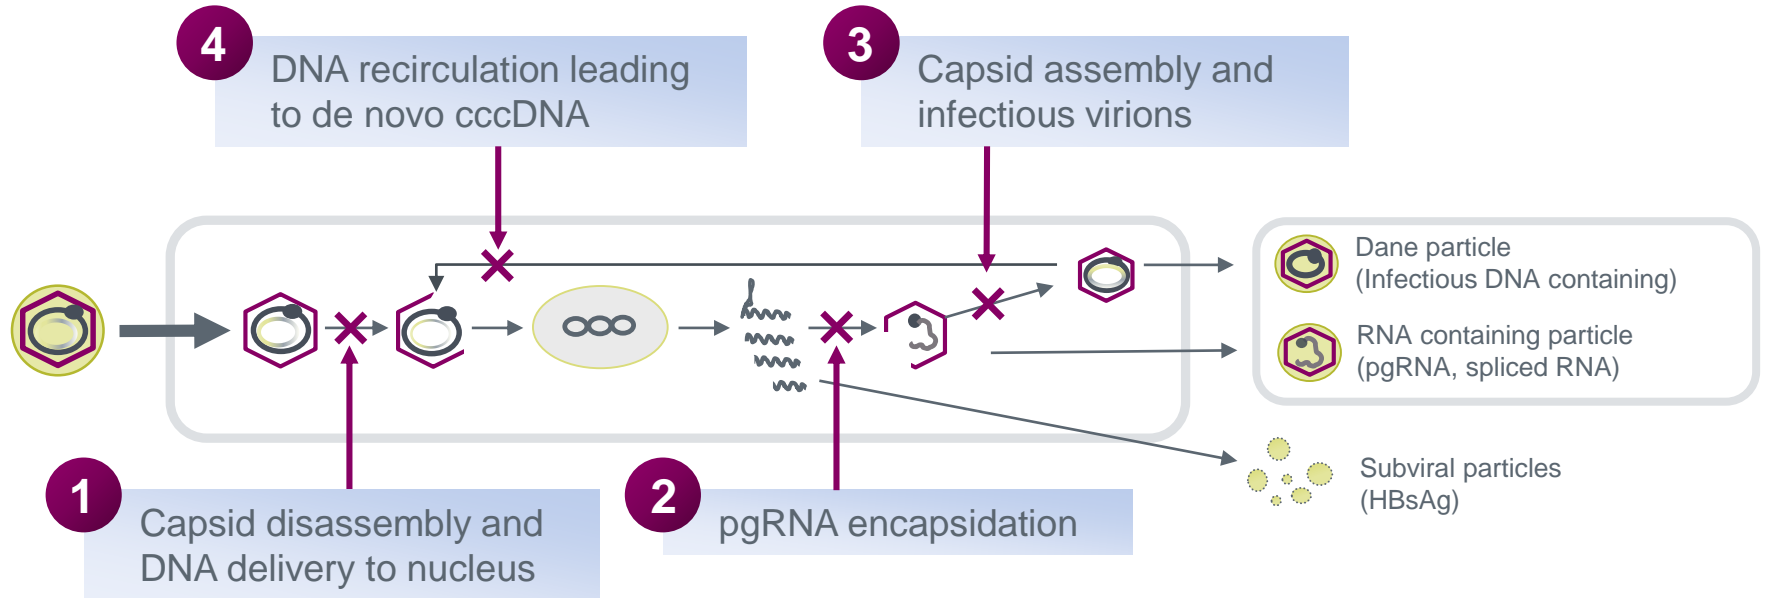 4
DNA recirculation leading
to de novo cccDNA
3
Capsid assembly and
infectious virions
Dane particle
(Infectious DNA containing)
RNA containing particle
(pgRNA, spliced RNA)
Subviral particles
(HBsAg)
1
Capsid disassembly and
DNA delivery to nucleus
2
pgRNA encapsidation